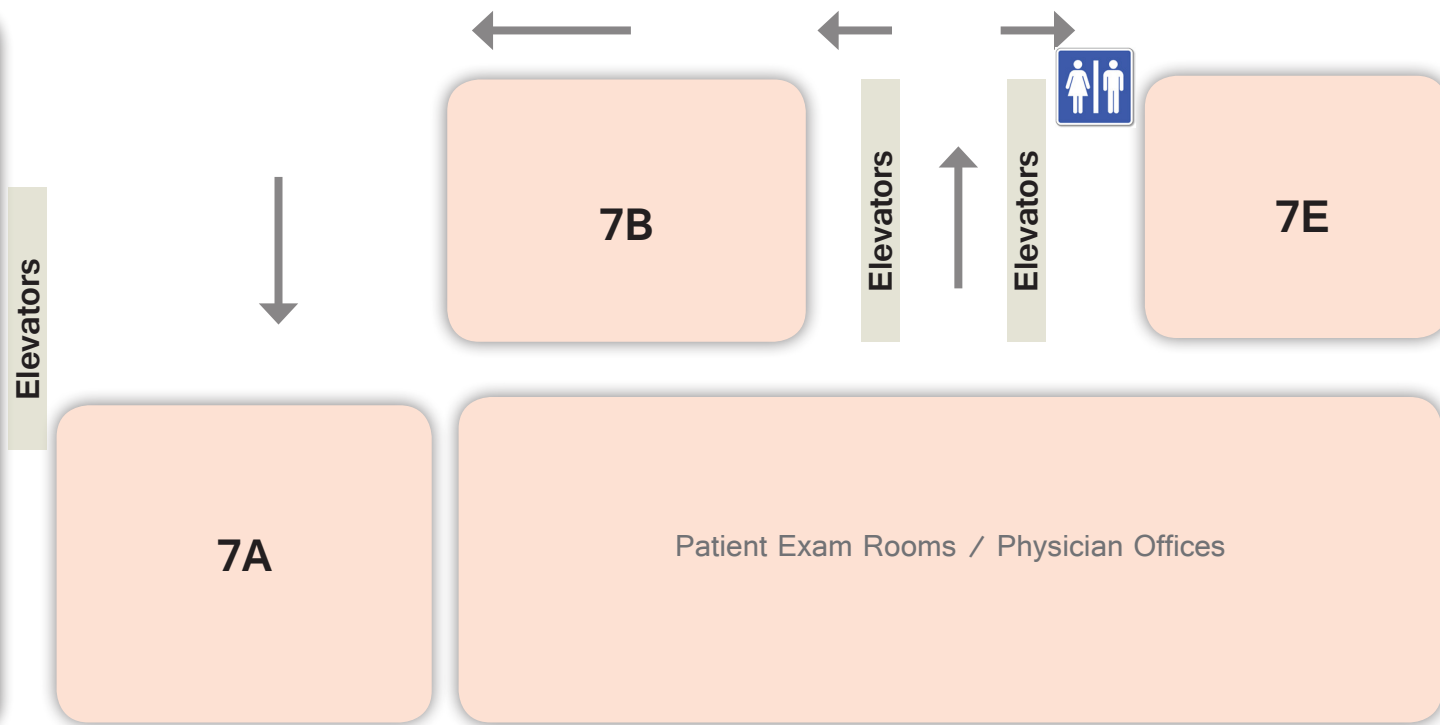 7B
Elevators
Elevators
7E
Elevators
7A
Patient Exam Rooms / Physician Offices